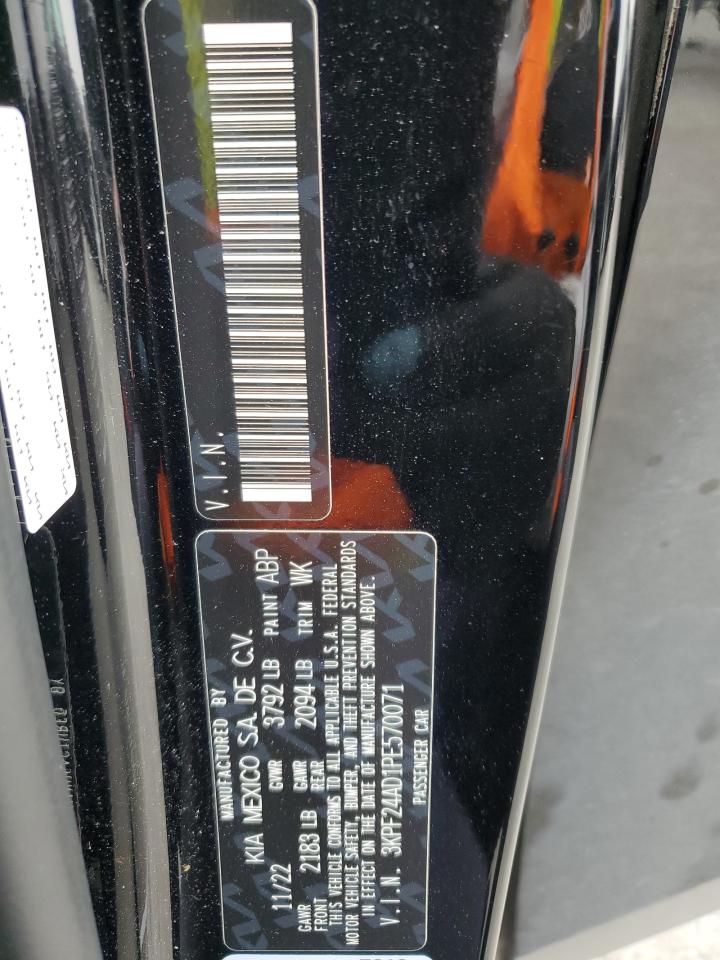 V.I.N.
MANUFACTURED BY
KIA MEXICO S.A. DE C.V.
11/22 GVWR 3792 LB PAINT ABP
GAWR FRONT 2183 LB GAWR REAR 2094 LB TRIM WK
THIS VEHICLE CONFORMS TO ALL APPLICABLE U.S.A. FEDERAL
MOTOR VEHICLE SAFETY, BUMPER, AND THEFT PREVENTION STANDARDS
IN EFFECT ON THE DATE OF MANUFACTURE SHOWN ABOVE.
V.I.N. 3KPF24AD1PE570071
PASSENGER CAR